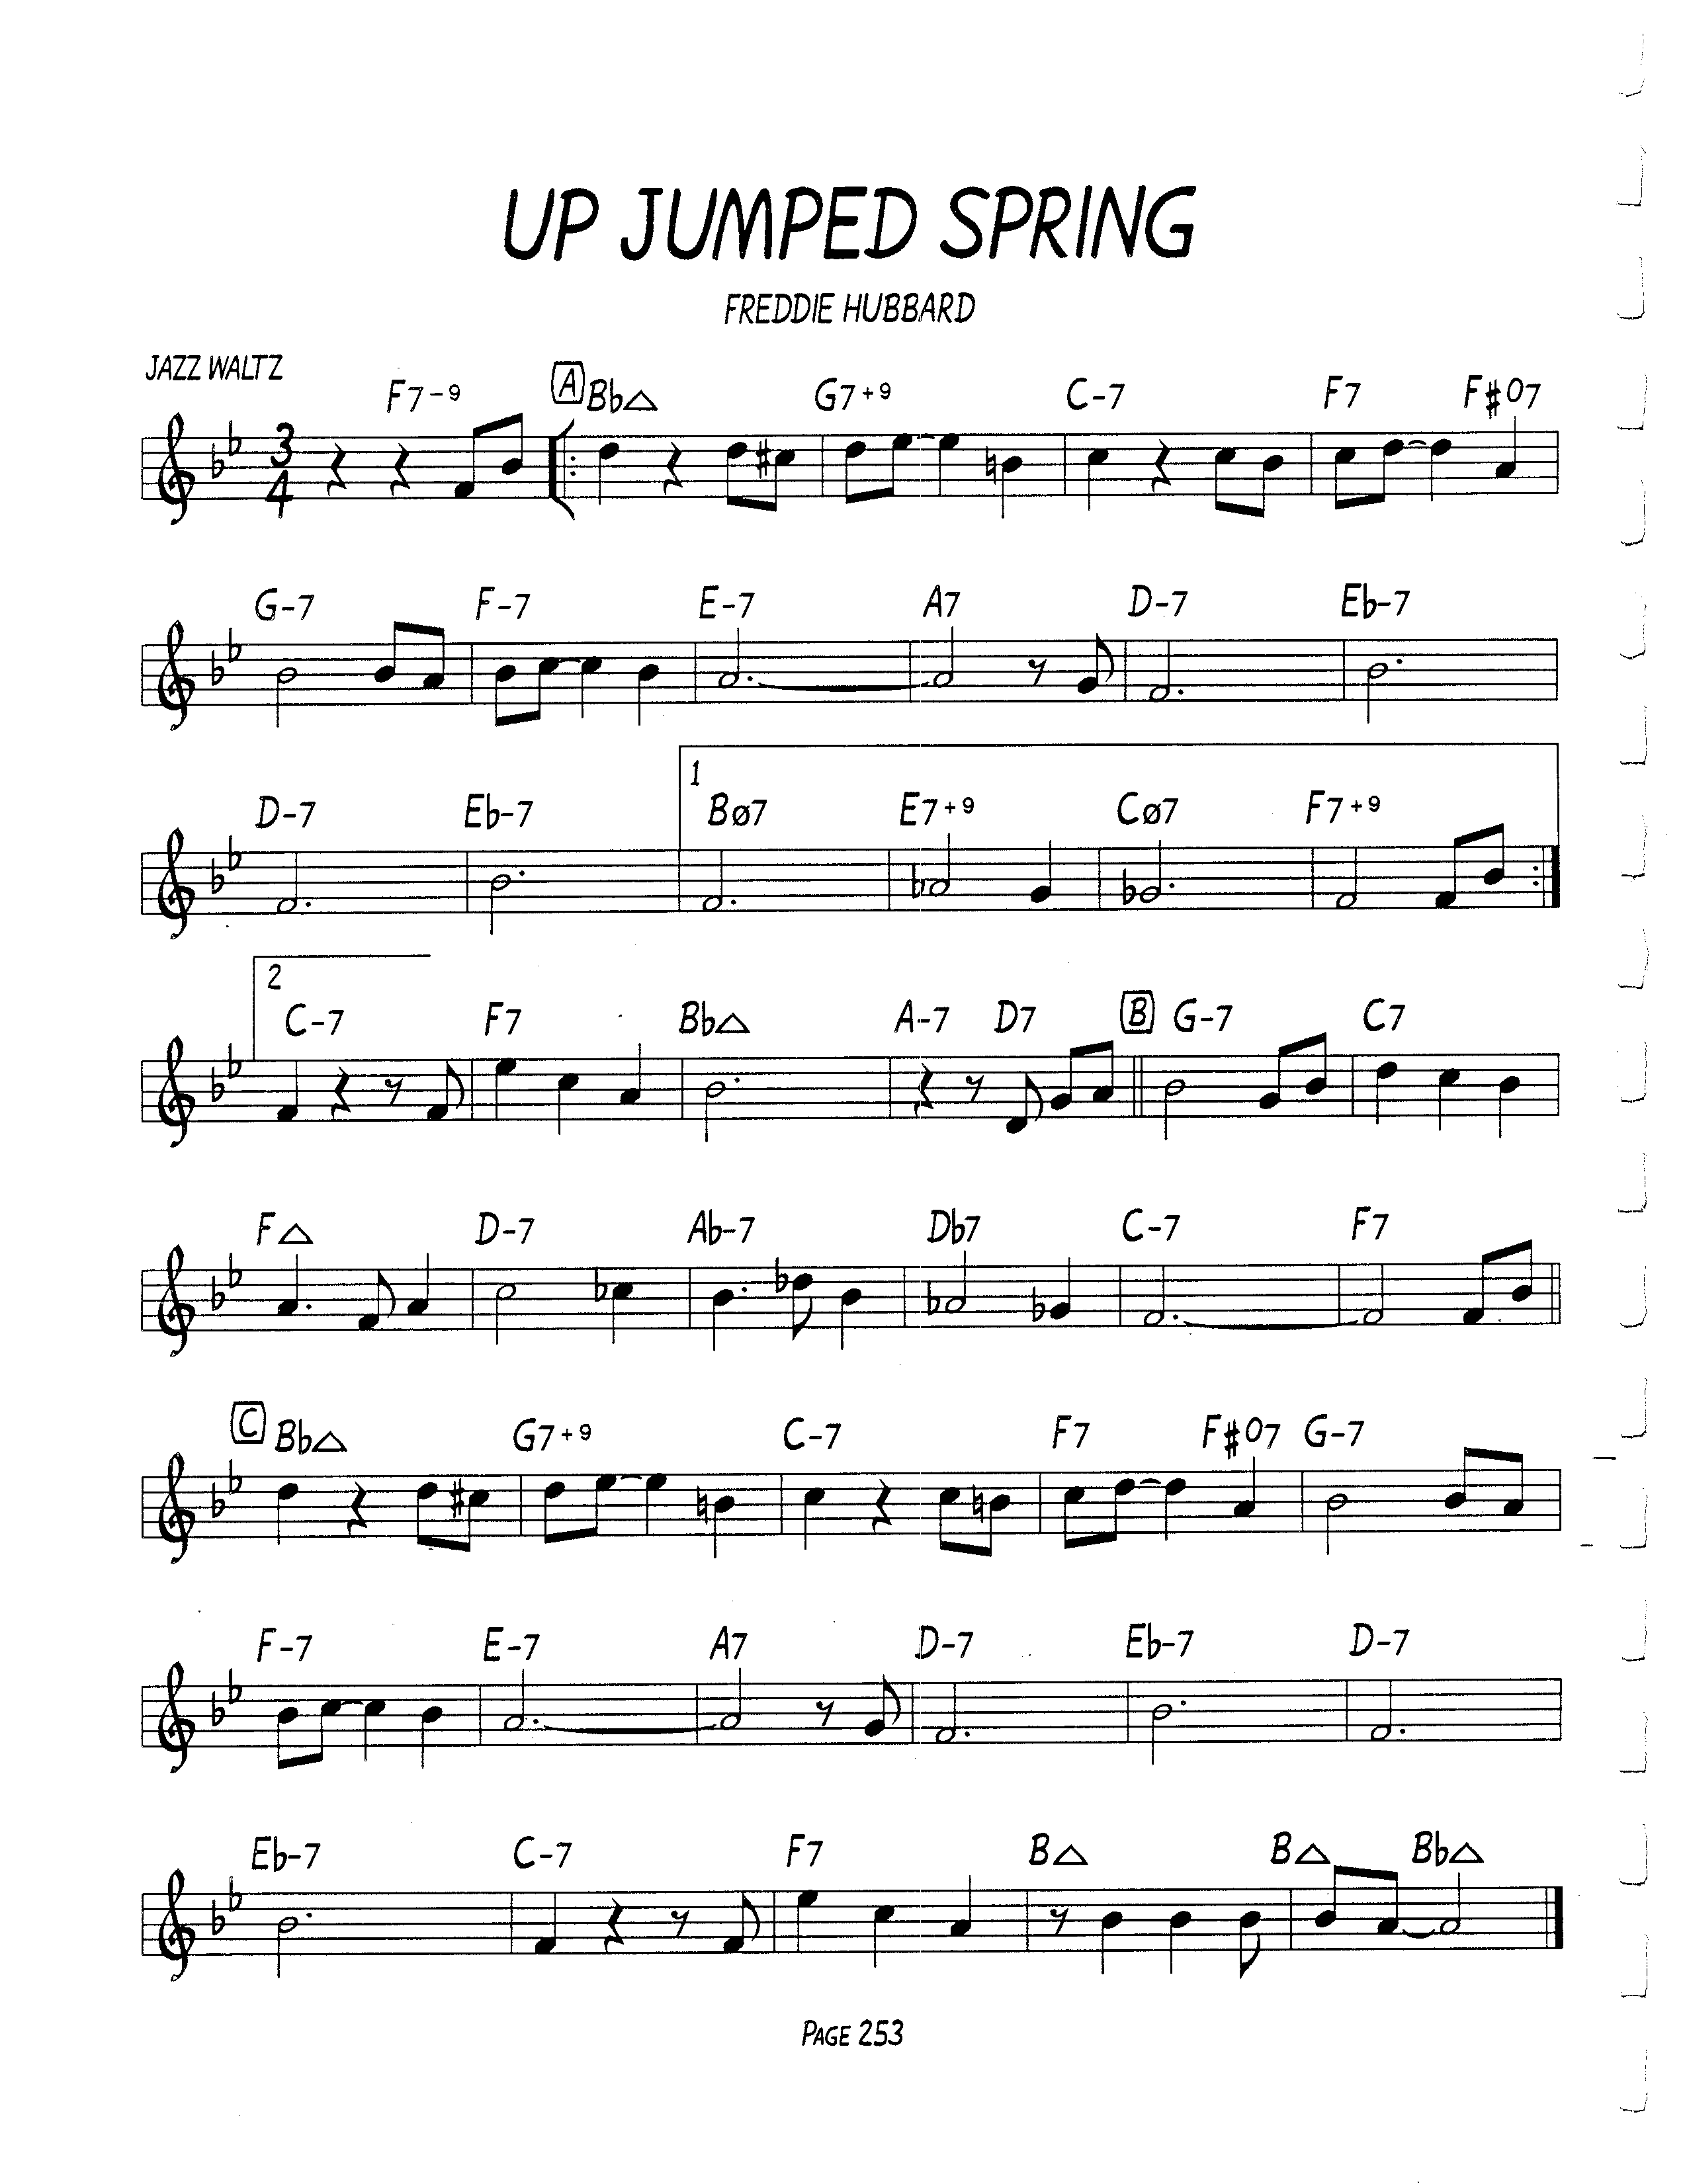 UP JUMPED SPRING
FREDDIE HUBBARD
JAZZ WALTZ
F7-9 A Bb△ G7+9 C-7 F7 F#O7
3
4
G-7 F-7 E-7 A7 D-7 Eb-7
1
D-7 Eb-7 Bø7 E7+9 Cø7 F7+9
2
C-7 F7 Bb△ A-7 D7 B G-7 C7
F△ D-7 Ab-7 Db7 C-7 F7
C Bb△ G7+9 C-7 F7 F#O7 G-7
F-7 E-7 A7 D-7 Eb-7 D-7
Eb-7 C-7 F7 B△ B△ Bb△
PAGE 253